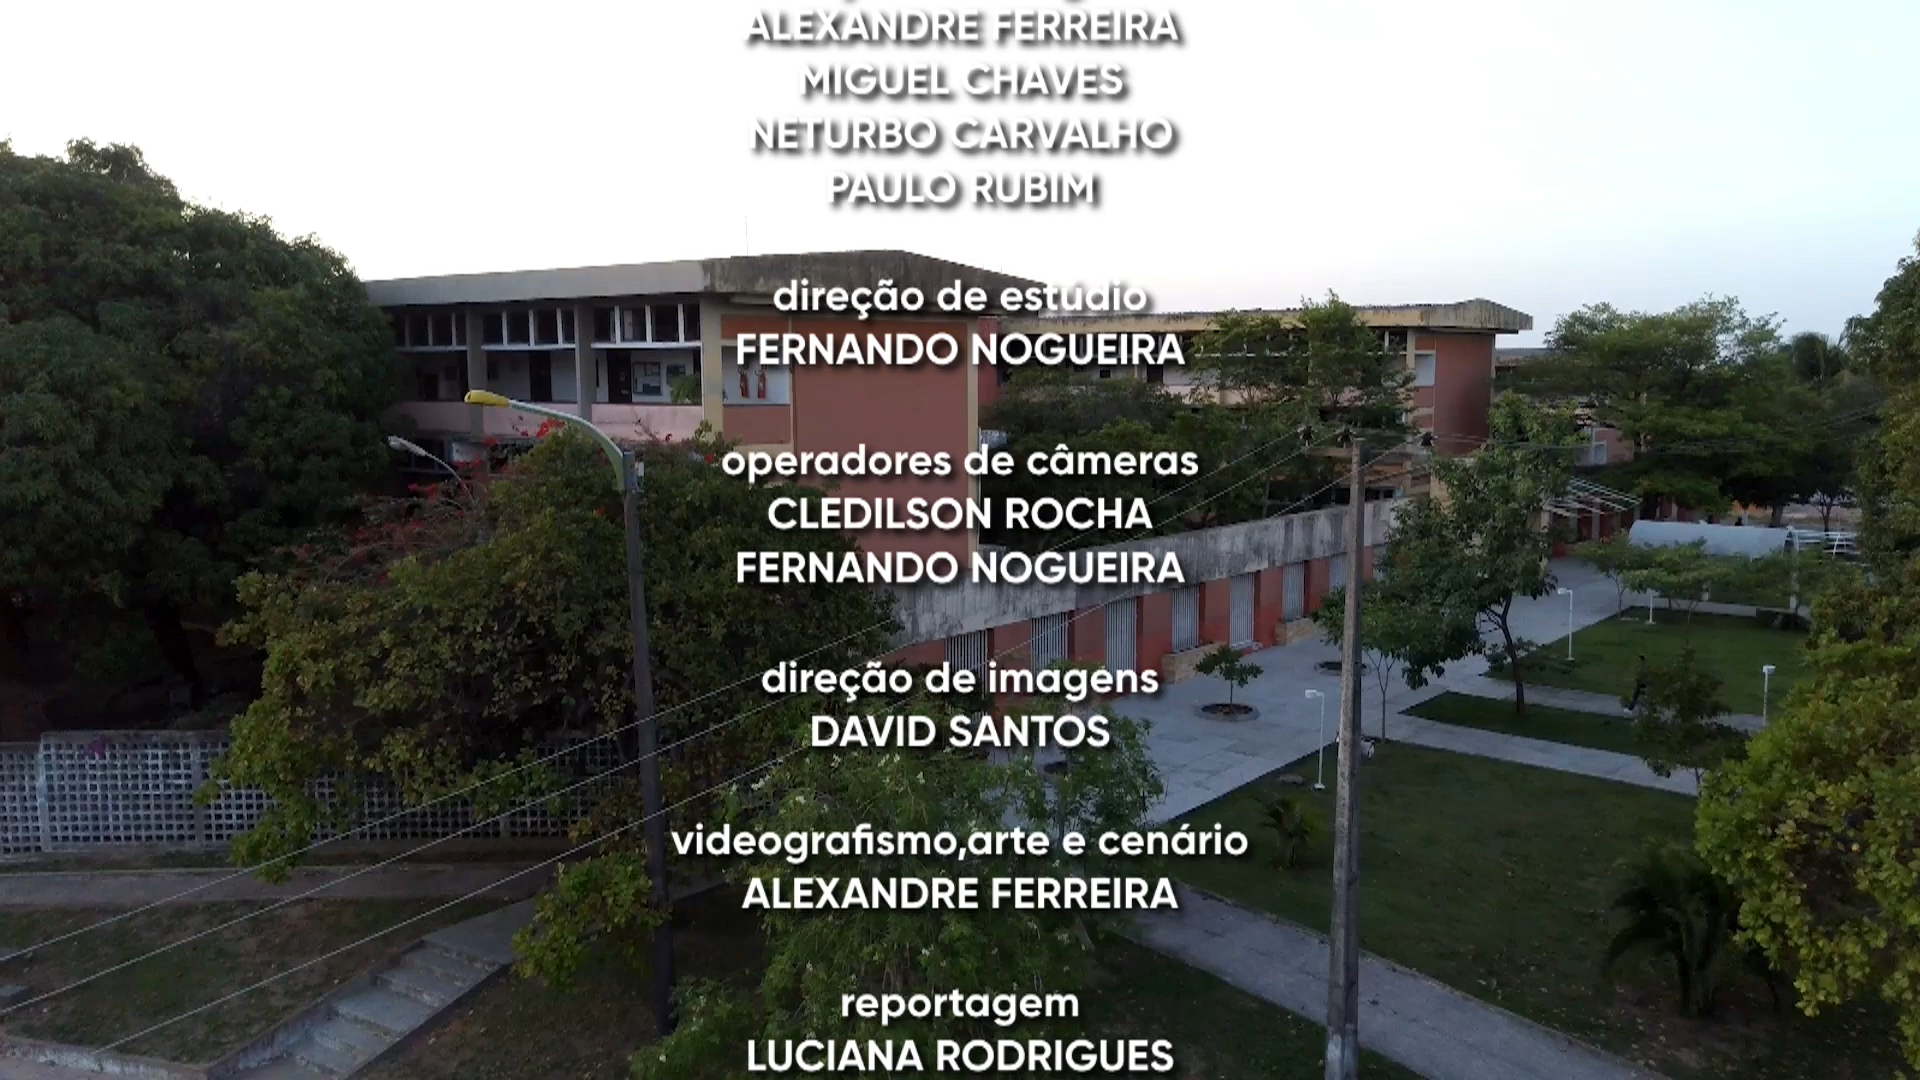 ALEXANDRE FERREIRA
MIGUEL CHAVES
NETURBO CARVALHO
PAULO RUBIM
direção de estúdio
FERNANDO NOGUEIRA
operadores de câmeras
CLEDILSON ROCHA
FERNANDO NOGUEIRA
direção de imagens
DAVID SANTOS
videografismo,arte e cenário
ALEXANDRE FERREIRA
reportagem
LUCIANA RODRIGUES